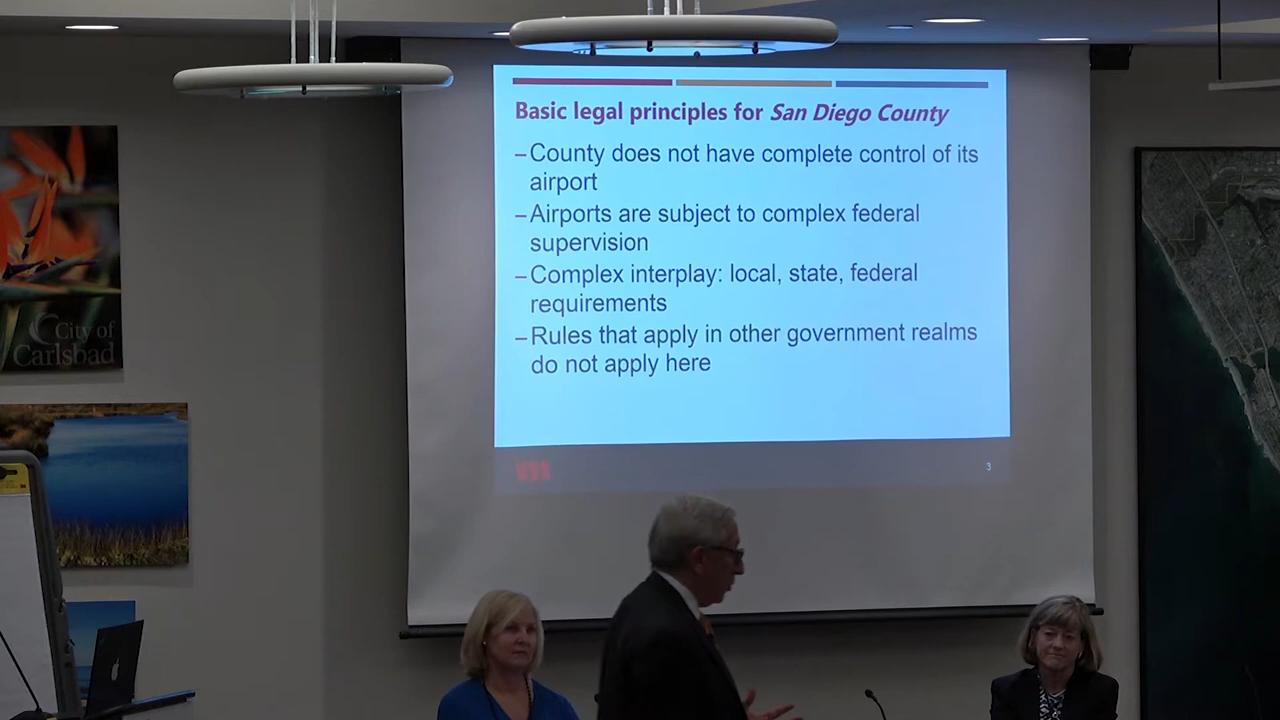 Basic legal principles for San Diego County
–County does not have complete control of its
airport
–Airports are subject to complex federal
supervision
–Complex interplay: local, state, federal
requirements
–Rules that apply in other government realms
do not apply here
3
City of
Carlsbad